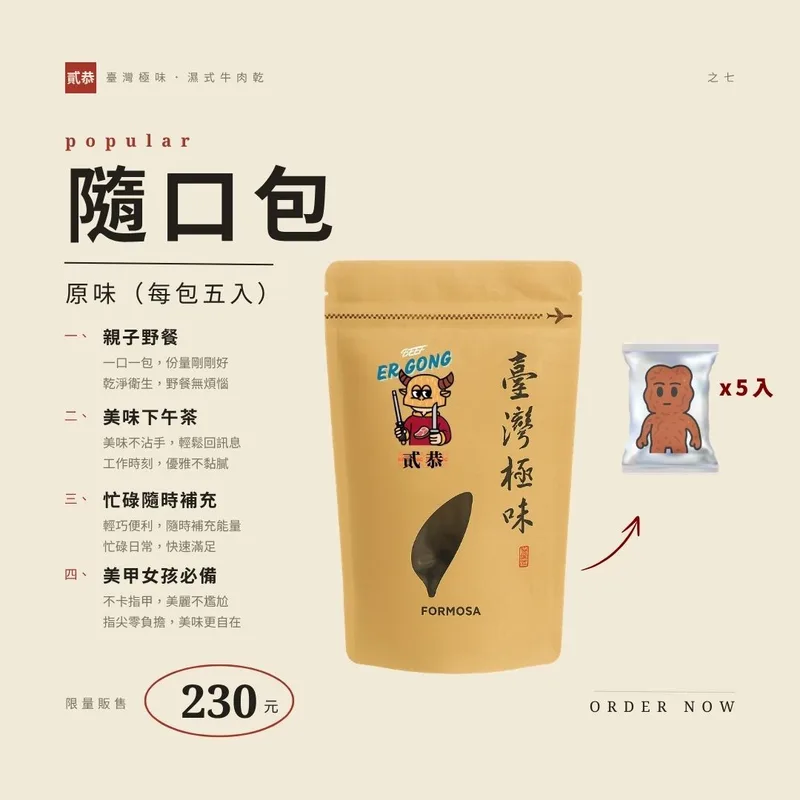 貳恭 臺灣極味·濕式牛肉乾
之七
popular
隨口包
原味（每包五入）
一、 親子野餐
一口一包，份量剛剛好
乾淨衛生，野餐無煩惱
二、 美味下午茶
美味不沾手，輕鬆回訊息
工作時刻，優雅不黏膩
三、 忙碌隨時補充
輕巧便利，隨時補充能量
忙碌日常，快速滿足
四、 美甲女孩必備
不卡指甲，美麗不尷尬
指尖零負擔，美味更自在
限量販售 230元
BEEF
ER GONG
貳恭
臺灣極味
FORMOSA
x5入
ORDER NOW